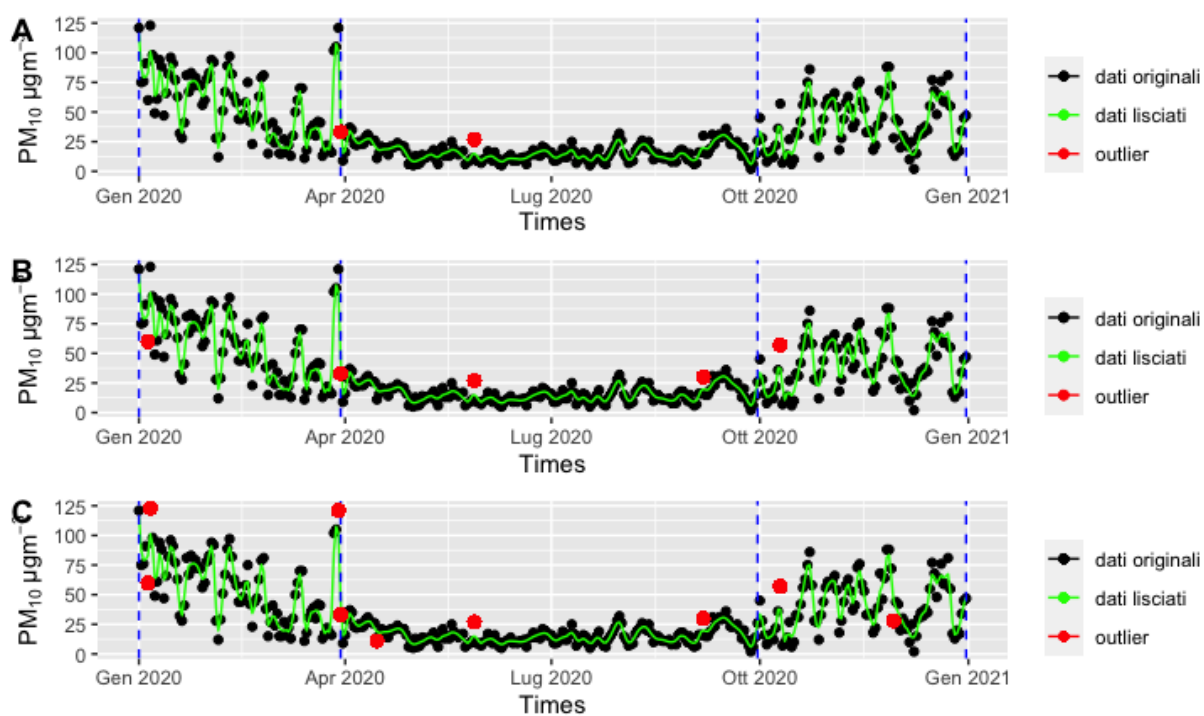 A
PM₁₀ µgm⁻³
125
100
75
50
25
0
Gen 2020
Apr 2020
Lug 2020
Ott 2020
Gen 2021
Times
dati originali
dati lisciati
outlier
B
PM₁₀ µgm⁻³
125
100
75
50
25
0
Gen 2020
Apr 2020
Lug 2020
Ott 2020
Gen 2021
Times
dati originali
dati lisciati
outlier
C
PM₁₀ µgm⁻³
125
100
75
50
25
0
Gen 2020
Apr 2020
Lug 2020
Ott 2020
Gen 2021
Times
dati originali
dati lisciati
outlier